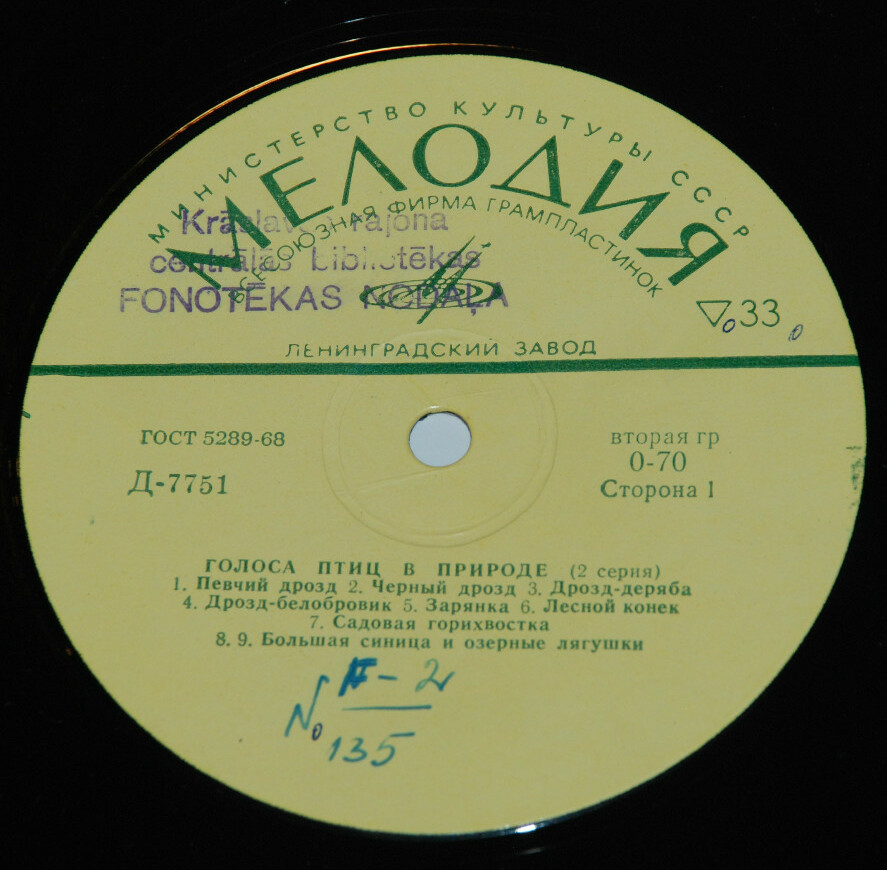 МИНИСТЕРСТВО КУЛЬТУРЫ СССР
МЕЛОДИЯ
ВСЕСОЮЗНАЯ ФИРМА ГРАМПЛАСТИНОК
Krāslavas rajona
centrālās bibliotēkas
FONOTĒKAS NODAĻA
33
ЛЕНИНГРАДСКИЙ ЗАВОД
ГОСТ 5289-68
Д-7751
вторая гр
0-70
Сторона 1
ГОЛОСА ПТИЦ В ПРИРОДЕ (2 серия)
1. Певчий дрозд 2. Черный дрозд 3. Дрозд-деряба
4. Дрозд-белобровик 5. Зарянка 6. Лесной конек
7. Садовая горихвостка
8. 9. Большая синица и озерные лягушки
№ - 2
135